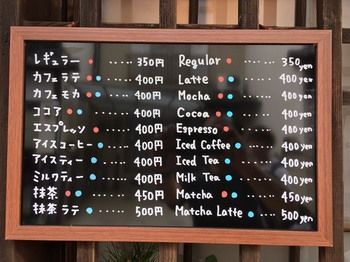 レギュラー ● ‥‥ 350円 Regular ● ‥‥ 350yen
カフェラテ ●● ‥‥ 400円 Latte ●● ‥‥ 400yen
カフェモカ ●● ‥‥ 400円 Mocha ●● ‥‥ 400yen
ココア ●● ‥‥ 400円 Cocoa ●● ‥‥ 400yen
エスプレッソ ● ‥‥ 400円 Espresso ● ‥‥ 400yen
アイスコーヒー ● ‥‥ 400円 Iced Coffee ● ‥‥ 400yen
アイスティー ● ‥‥ 400円 Iced Tea ● ‥‥ 400yen
ミルクティー ● ‥‥ 400円 Milk Tea ● ‥‥ 400yen
抹茶 ●● ‥‥ 450円 Matcha ●● ‥‥ 450yen
抹茶ラテ ● ‥‥ 500円 Matcha Latte ● ‥‥ 500yen